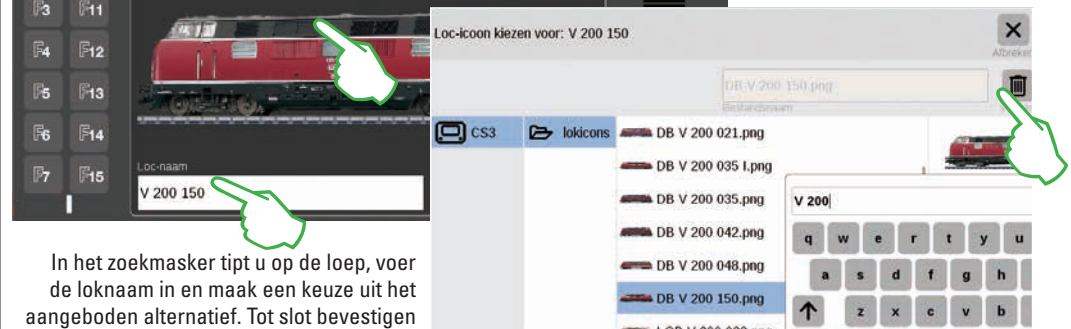 F3 F11
F4 F12
F5 F13
F6 F14
F7 F15
Loc-naam
V 200 150
In het zoekmasker tipt u op de loep, voer
de loknaam in en maak een keuze uit het
aangeboden alternatief. Tot slot bevestigen
Loc-icoon kiezen voor: V 200 150
Afbreken
DB V 200 150.png
Bestandsnaam
CS3 lokicons
DB V 200 021.png
DB V 200 035 I.png
DB V 200 035.png
DB V 200 042.png
DB V 200 048.png
DB V 200 150.png
V 200
q w e r t y u
a s d f g h
z x c v b